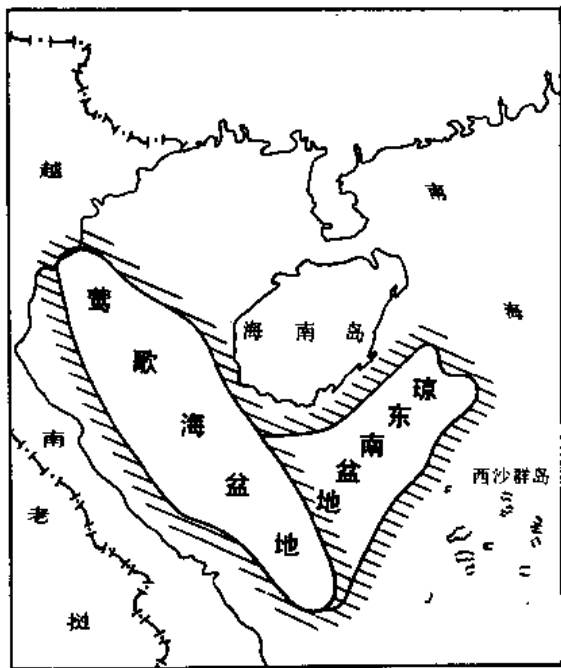 越南
老挝
南海
海南岛
莺歌海盆地
琼东南盆地
西沙群岛